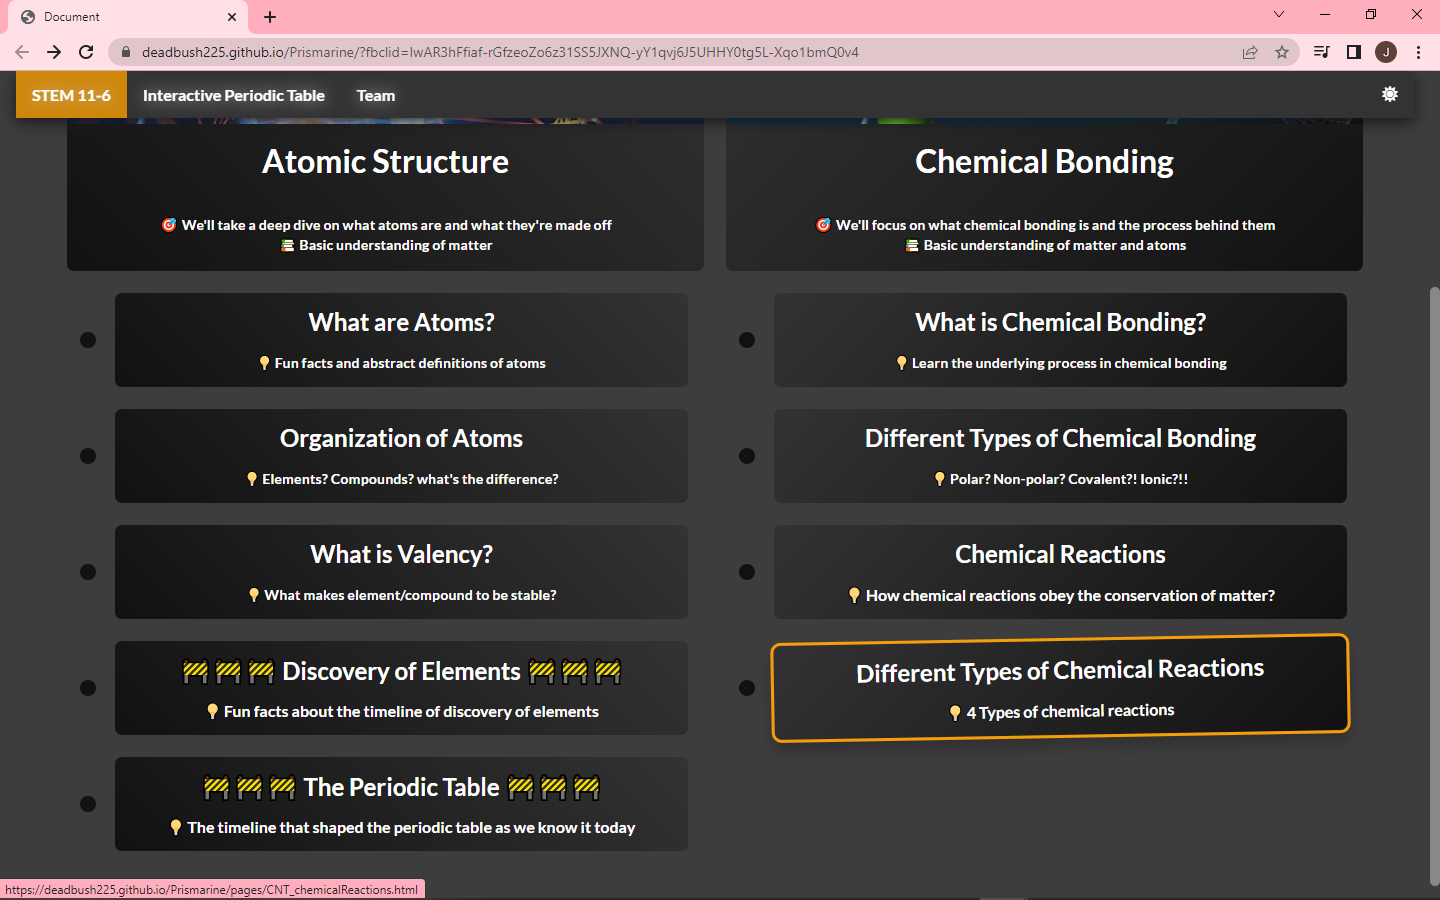 Document
deadbush225.github.io/Prismarine/?fbclid=IwAR3hFfiaf-rGfzeoZo6z31SS5JXNQ-yY1qvj6J5UHHY0tg5L-Xqo1bmQ0v4
J
STEM 11-6 Interactive Periodic Table Team
Atomic Structure
🎯 We'll take a deep dive on what atoms are and what they're made off
📚 Basic understanding of matter
What are Atoms?
💡 Fun facts and abstract definitions of atoms
Organization of Atoms
💡 Elements? Compounds? what's the difference?
What is Valency?
💡 What makes element/compound to be stable?
🚧 🚧 🚧 Discovery of Elements 🚧 🚧 🚧
💡 Fun facts about the timeline of discovery of elements
🚧 🚧 🚧 The Periodic Table 🚧 🚧 🚧
💡 The timeline that shaped the periodic table as we know it today
Chemical Bonding
🎯 We'll focus on what chemical bonding is and the process behind them
📚 Basic understanding of matter and atoms
What is Chemical Bonding?
💡 Learn the underlying process in chemical bonding
Different Types of Chemical Bonding
💡 Polar? Non-polar? Covalent?! Ionic?!!
Chemical Reactions
💡 How chemical reactions obey the conservation of matter?
Different Types of Chemical Reactions
💡 4 Types of chemical reactions
https://deadbush225.github.io/Prismarine/pages/CNT_chemicalReactions.html